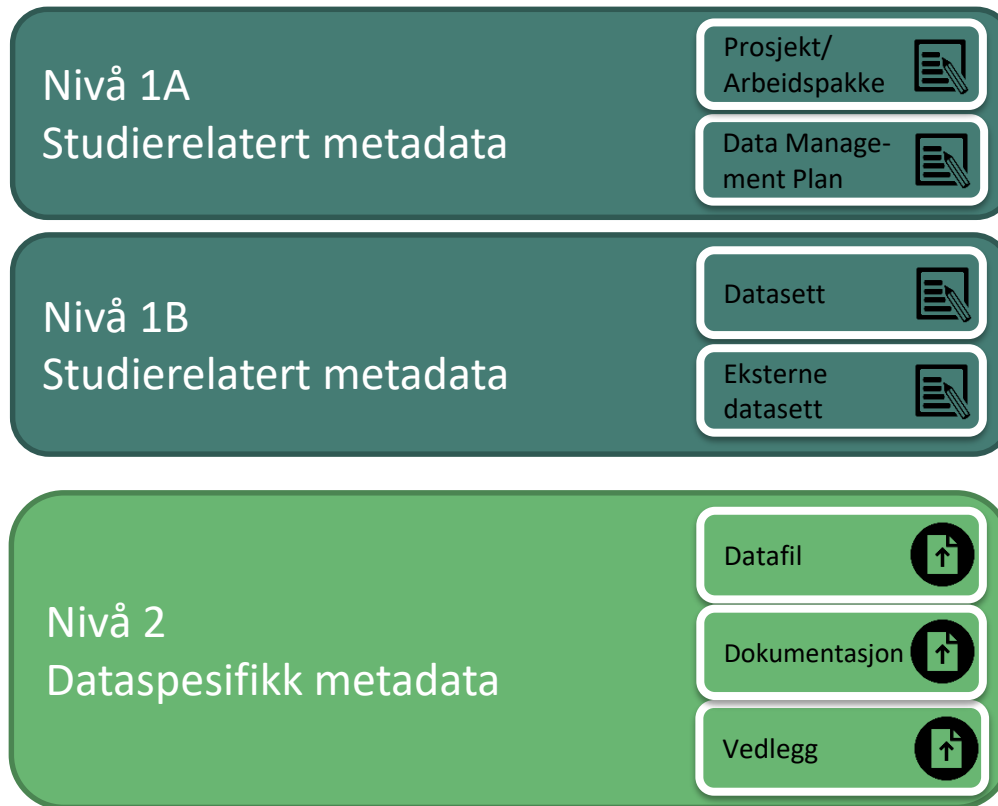 Nivå 1A
Studierelatert metadata
Prosjekt/
Arbeidspakke
Data Manage-
ment Plan
Nivå 1B
Studierelatert metadata
Datasett
Eksterne
datasett
Nivå 2
Dataspesifikk metadata
Datafil
Dokumentasjon
Vedlegg